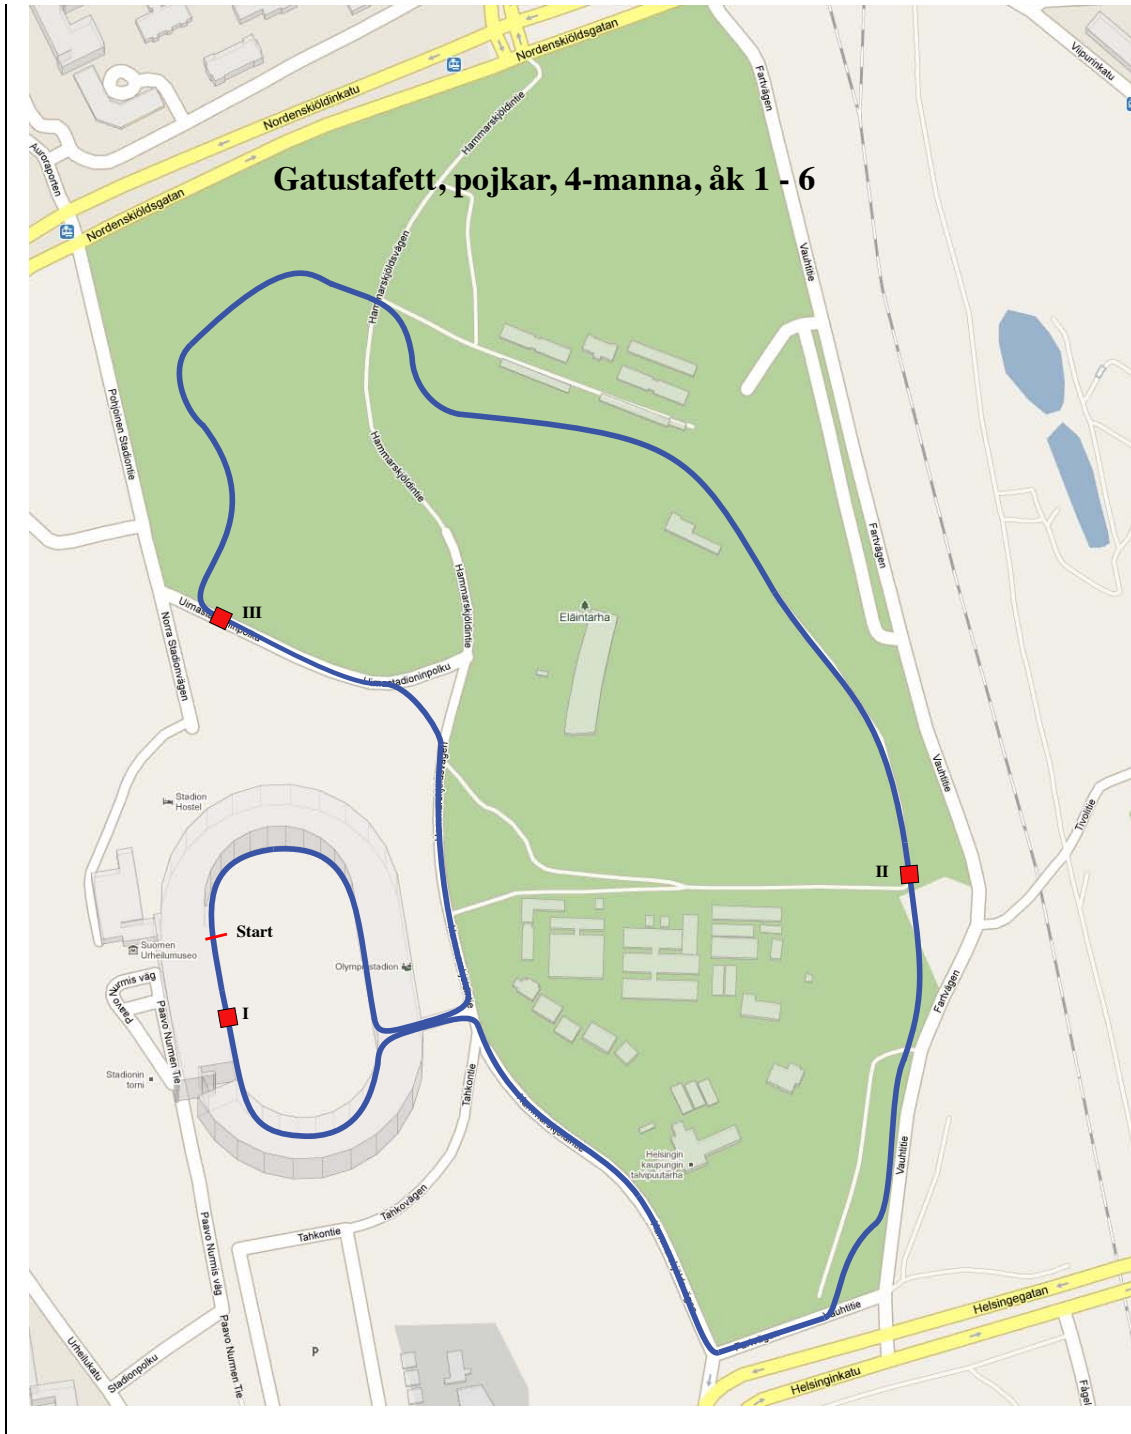 Nordenskiöldsgatan
Fartvägen
Viipurinkatu
Nordenskiöldinkatu
Hammarskjöldintie
Auroraporten
Gatustafett, pojkar, 4-manna, åk 1 - 6
Nordenskiöldsgatan
Hammarskjöldsvägen
Vauhtitie
Pohjoinen Stadiontie
Hammarskjöldintie
Fartvägen
Hammarskjöldintie
Eläintarha
III
Norra Stadionvägen
Uimastadioninpolku
Vauhtitie
Tivolitie
Stadion
Hostel
II
Start
Suomen
Urheilumuseo
Olympiastadion
Paavo Nurmis väg
Paavo Nurmen Tie
I
Fartvägen
Stadionin
torni
Tahkontie
Hammarskjöldintie
Vauhtitie
Helsingin
kaupungin
talvipuutarha
Tahkovägen
Tahkontie
Paavo Nurmis väg
Vauhtitie
Helsingegatan
Paavo Nurmen Tie
P
Urheilukatu
Stadionpolku
Helsinginkatu
Fågel